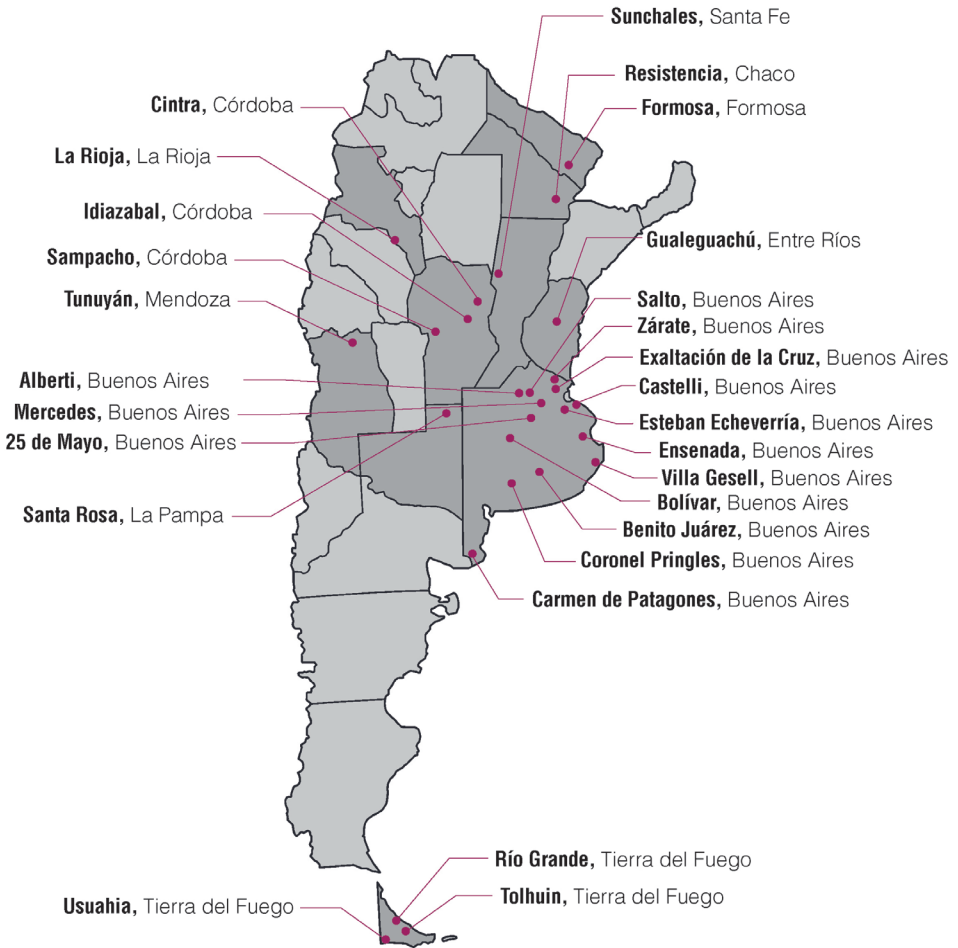 Sunchales, Santa Fe
Resistencia, Chaco
Cintra, Córdoba
Formosa, Formosa
La Rioja, La Rioja
Idiazabal, Córdoba
Gualeguachú, Entre Ríos
Sampacho, Córdoba
Tunuyán, Mendoza
Salto, Buenos Aires
Zárate, Buenos Aires
Exaltación de la Cruz, Buenos Aires
Alberti, Buenos Aires
Castelli, Buenos Aires
Mercedes, Buenos Aires
Esteban Echeverría, Buenos Aires
25 de Mayo, Buenos Aires
Ensenada, Buenos Aires
Villa Gesell, Buenos Aires
Bolívar, Buenos Aires
Santa Rosa, La Pampa
Benito Juárez, Buenos Aires
Coronel Pringles, Buenos Aires
Carmen de Patagones, Buenos Aires
Río Grande, Tierra del Fuego
Tolhuin, Tierra del Fuego
Usuahia, Tierra del Fuego